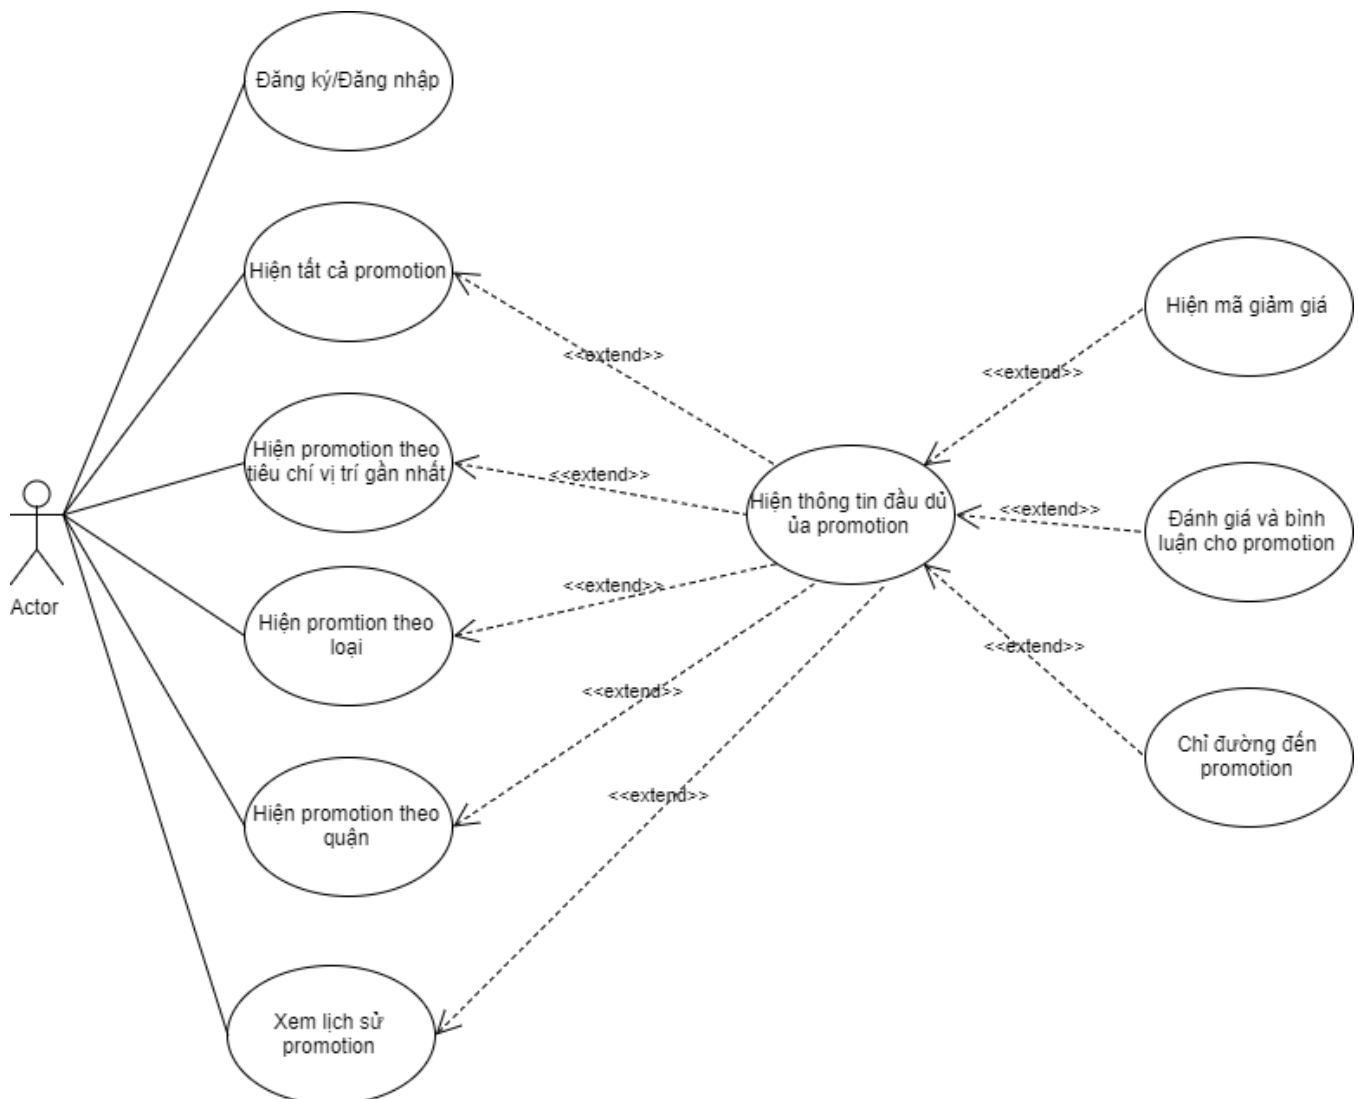 Đăng ký/Đăng nhập
Hiện tất cả promotion
Hiện mã giảm giá
<<extend>>
<<extend>>
Hiện promotion theo
tiêu chí vị trí gần nhất
<<extend>>
Hiện thông tin đầu dủ
ủa promotion
<<extend>>
Đánh giá và bình
luận cho promotion
Actor
<<extend>>
Hiện promtion theo
loại
<<extend>>
<<extend>>
Chỉ đường đến
promotion
Hiện promotion theo
quận
<<extend>>
Xem lịch sử
promotion